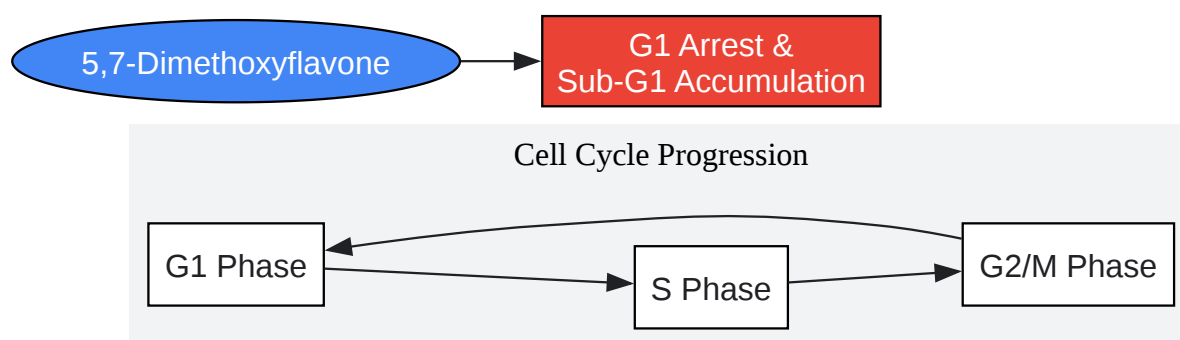 5,7-Dimethoxyflavone
G1 Arrest &
Sub-G1 Accumulation
Cell Cycle Progression
G1 Phase
S Phase
G2/M Phase